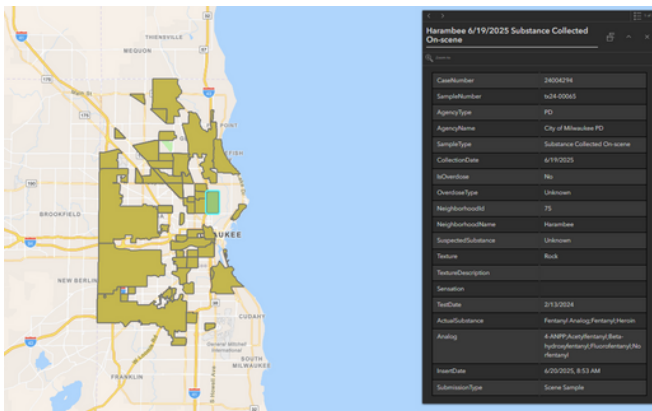 THIENSVILLE
MEQUON
BROOKFIELD
NEW BERLIN
AUKEE
CUDAHY
General Mitchell
International
SOUTH
MILWAUKEE
FRANKLIN
Harambee 6/19/2025 Substance Collected
On-scene
CaseNumber 24004294
SampleNumber tx24-00065
AgencyType PD
AgencyName City of Milwaukee PD
SampleType Substance Collected On-scene
CollectionDate 6/19/2025
IsOverdose No
OverdoseType Unknown
NeighborhoodId 75
NeighborhoodName Harambee
SuspectedSubstance Unknown
Texture Rock
TextureDescription
Sensation
TestDate 2/13/2024
ActualSubstance Fentanyl Analog;Fentanyl;Heroin
Analog 4-ANPP;Acetylfentanyl;Beta-
hydroxyfentanyl;Fluorofentanyl;No
rfentanyl
InsertDate 6/20/2025, 8:53 AM
SubmissionType Scene Sample